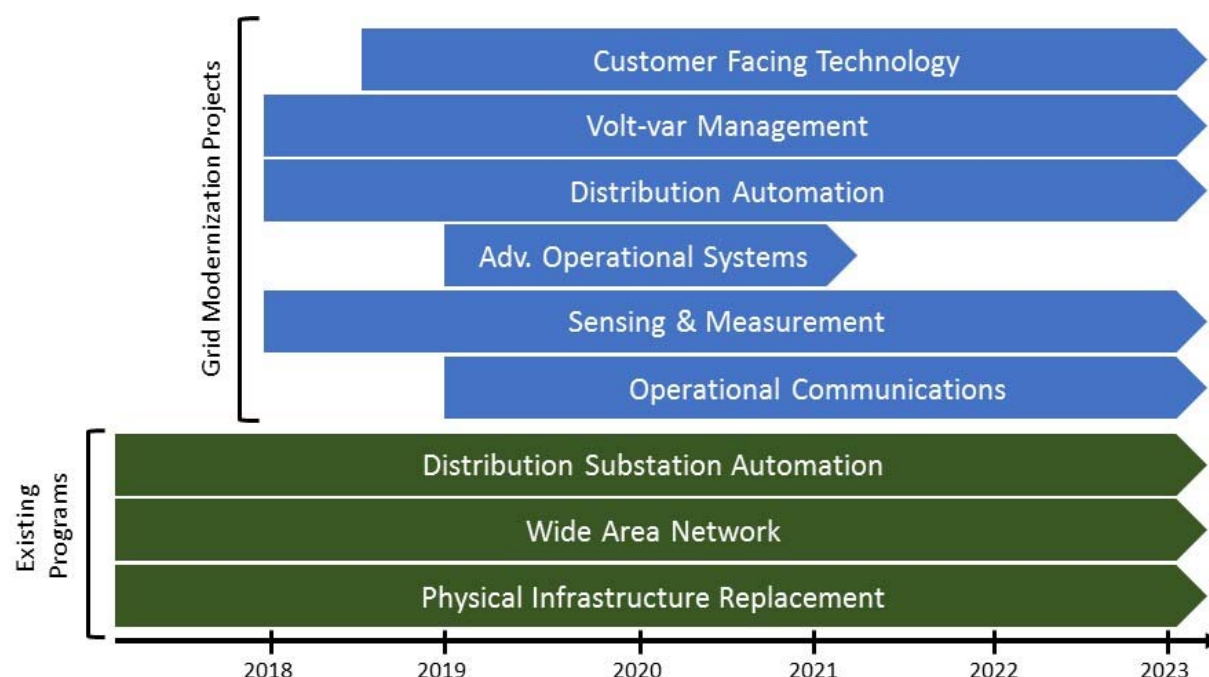 Grid Modernization Projects
Customer Facing Technology
Volt-var Management
Distribution Automation
Adv. Operational Systems
Sensing & Measurement
Operational Communications
Existing
Programs
Distribution Substation Automation
Wide Area Network
Physical Infrastructure Replacement
2018 2019 2020 2021 2022 2023